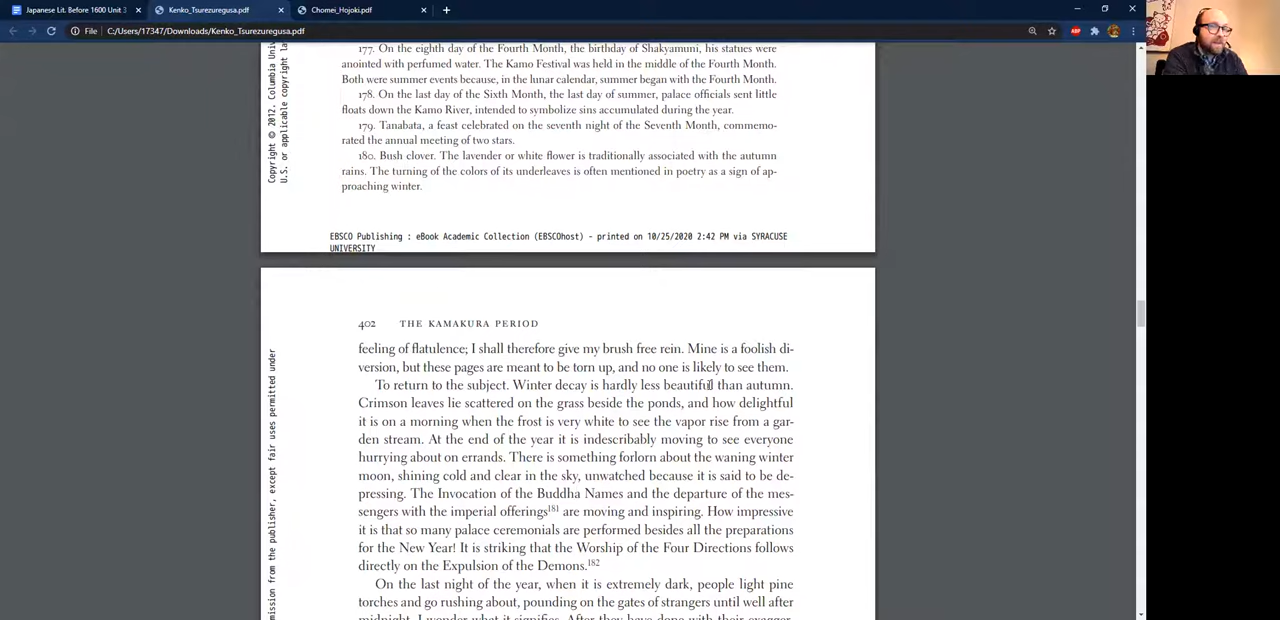 Japanese Lit. Before 1600 Unit 3
Kenko_Tsurezuregusa.pdf
Chomei_Hojoki.pdf
File
C:/Users/17347/Downloads/Kenko_Tsurezuregusa.pdf
ABP
Copyright © 2012. Columbia Univ
U.S. or applicable copyright la
177. On the eighth day of the Fourth Month, the birthday of Shakyamuni, his statues were
anointed with perfumed water. The Kamo Festival was held in the middle of the Fourth Month.
Both were summer events because, in the lunar calendar, summer began with the Fourth Month.
178. On the last day of the Sixth Month, the last day of summer, palace officials sent little
floats down the Kamo River, intended to symbolize sins accumulated during the year.
179. Tanabata, a feast celebrated on the seventh night of the Seventh Month, commemo-
rated the annual meeting of two stars.
180. Bush clover. The lavender or white flower is traditionally associated with the autumn
rains. The turning of the colors of its underleaves is often mentioned in poetry as a sign of ap-
proaching winter.
EBSCO Publishing : eBook Academic Collection (EBSCOhost) - printed on 10/25/2020 2:42 PM via SYRACUSE
UNIVERSITY
402 THE KAMAKURA PERIOD
feeling of flatulence; I shall therefore give my brush free rein. Mine is a foolish di-
version, but these pages are meant to be torn up, and no one is likely to see them.
To return to the subject. Winter decay is hardly less beautiful than autumn.
Crimson leaves lie scattered on the grass beside the ponds, and how delightful
it is on a morning when the frost is very white to see the vapor rise from a gar-
den stream. At the end of the year it is indescribably moving to see everyone
hurrying about on errands. There is something forlorn about the waning winter
moon, shining cold and clear in the sky, unwatched because it is said to be de-
pressing. The Invocation of the Buddha Names and the departure of the mes-
sengers with the imperial offerings181 are moving and inspiring. How impressive
it is that so many palace ceremonials are performed besides all the preparations
for the New Year! It is striking that the Worship of the Four Directions follows
directly on the Expulsion of the Demons.182
On the last night of the year, when it is extremely dark, people light pine
torches and go rushing about, pounding on the gates of strangers until well after
midnight. I wonder what it signifies. After they have done with their exagger-
mission from the publisher, except fair uses permitted under